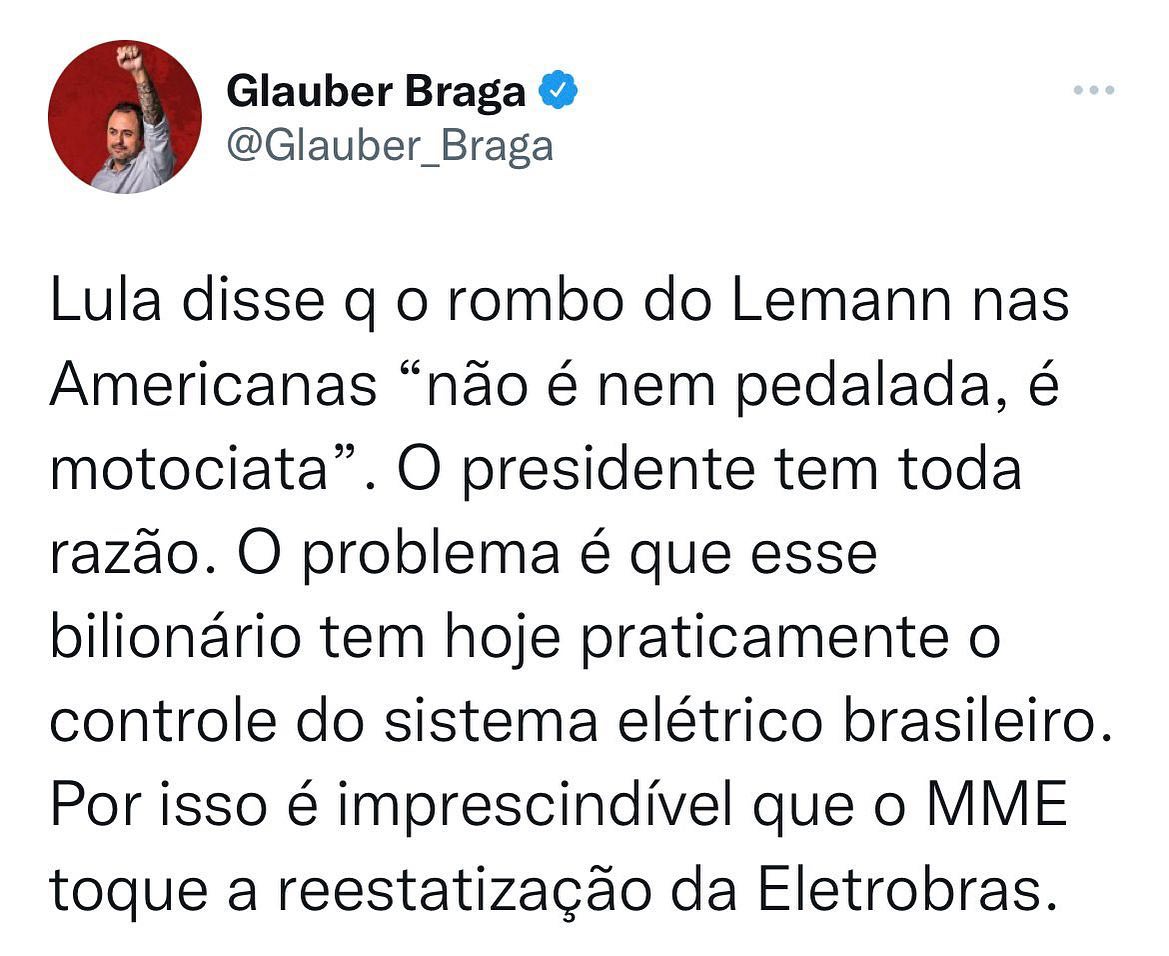 Glauber Braga
@Glauber_Braga
Lula disse q o rombo do Lemann nas
Americanas “não é nem pedalada, é
motociata”. O presidente tem toda
razão. O problema é que esse
bilionário tem hoje praticamente o
controle do sistema elétrico brasileiro.
Por isso é imprescindível que o MME
toque a reestatização da Eletrobras.